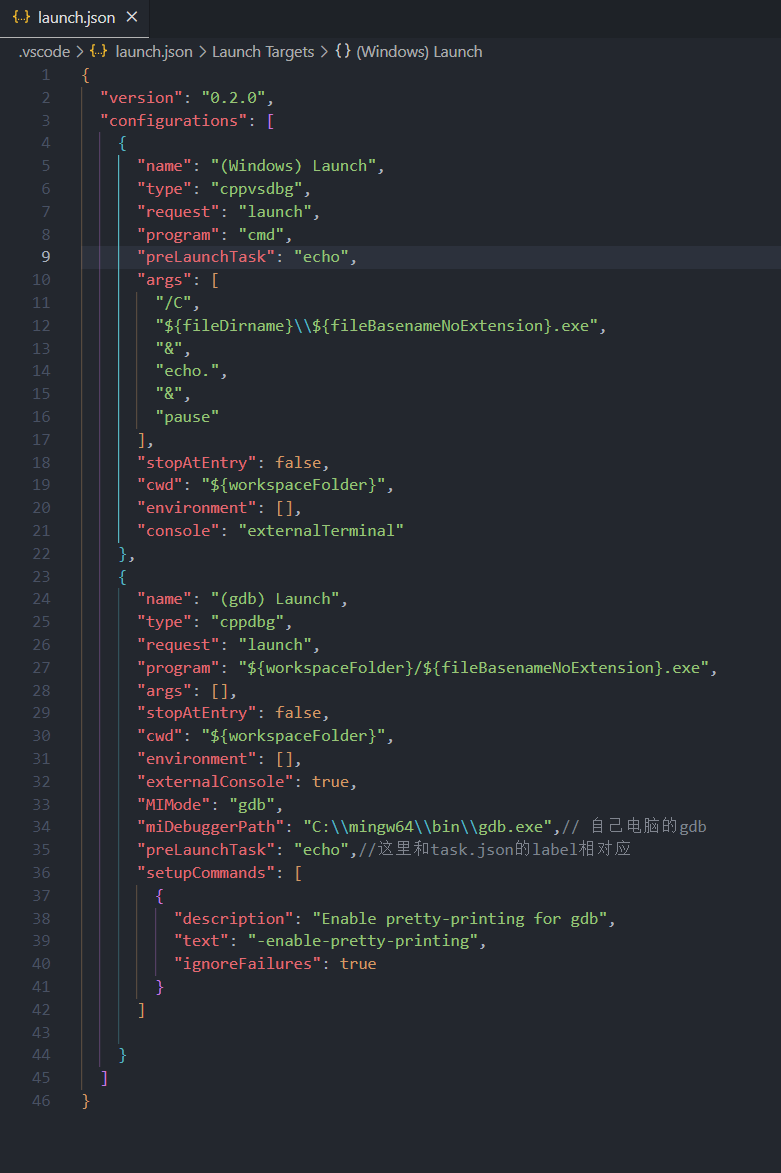 {..} launch.json ×
.vscode > {..} launch.json > Launch Targets > {} (Windows) Launch
1 {
2 "version": "0.2.0",
3 "configurations": [
4 {
5 "name": "(Windows) Launch",
6 "type": "cppvsdbg",
7 "request": "launch",
8 "program": "cmd",
9 "preLaunchTask": "echo",
10 "args": [
11 "/C",
12 "${fileDirname}\\${fileBasenameNoExtension}.exe",
13 "&",
14 "echo.",
15 "&",
16 "pause"
17 ],
18 "stopAtEntry": false,
19 "cwd": "${workspaceFolder}",
20 "environment": [],
21 "console": "externalTerminal"
22 },
23 {
24 "name": "(gdb) Launch",
25 "type": "cppdbg",
26 "request": "launch",
27 "program": "${workspaceFolder}/${fileBasenameNoExtension}.exe",
28 "args": [],
29 "stopAtEntry": false,
30 "cwd": "${workspaceFolder}",
31 "environment": [],
32 "externalConsole": true,
33 "MIMode": "gdb",
34 "miDebuggerPath": "C:\\mingw64\\bin\\gdb.exe",// 自己电脑的gdb
35 "preLaunchTask": "echo",//这里和task.json的label相对应
36 "setupCommands": [
37 {
38 "description": "Enable pretty-printing for gdb",
39 "text": "-enable-pretty-printing",
40 "ignoreFailures": true
41 }
42 ]
43
44 }
45 ]
46 }